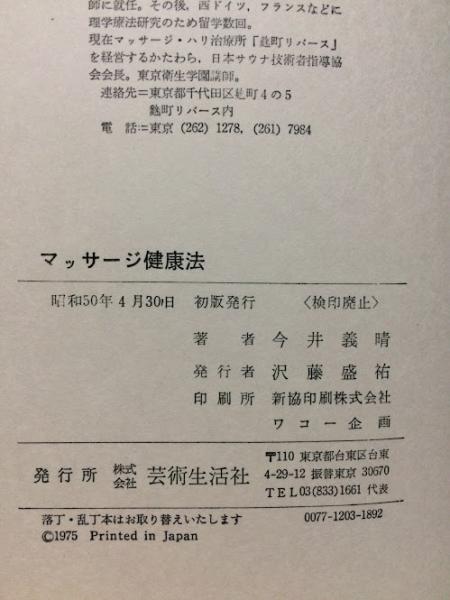 師に就任。その後，西ドイツ，フランスなどに
理学療法研究のため留学数回。
現在マッサージ・ハリ治療所『麹町リバース』
を経営するかたわら，日本サウナ技術者指導協
会会長。東京衛生学園講師。
連絡先＝東京都千代田区麹町4の5
麹町リバース内
電　話＝東京 (262) 1278, (261) 7984
マッサージ健康法
昭和50年4月30日　初版発行　〈検印廃止〉
著　者　今井義晴
発行者　沢藤盛祐
印刷所　新協印刷株式会社
ワコー企画
発行所　株式会社　芸術生活社
〒110 東京都台東区台東
4-29-12 振替東京 30670
TEL03(833)1661 代表
落丁・乱丁本はお取り替えいたします　0077-1203-1892
©1975 Printed in Japan